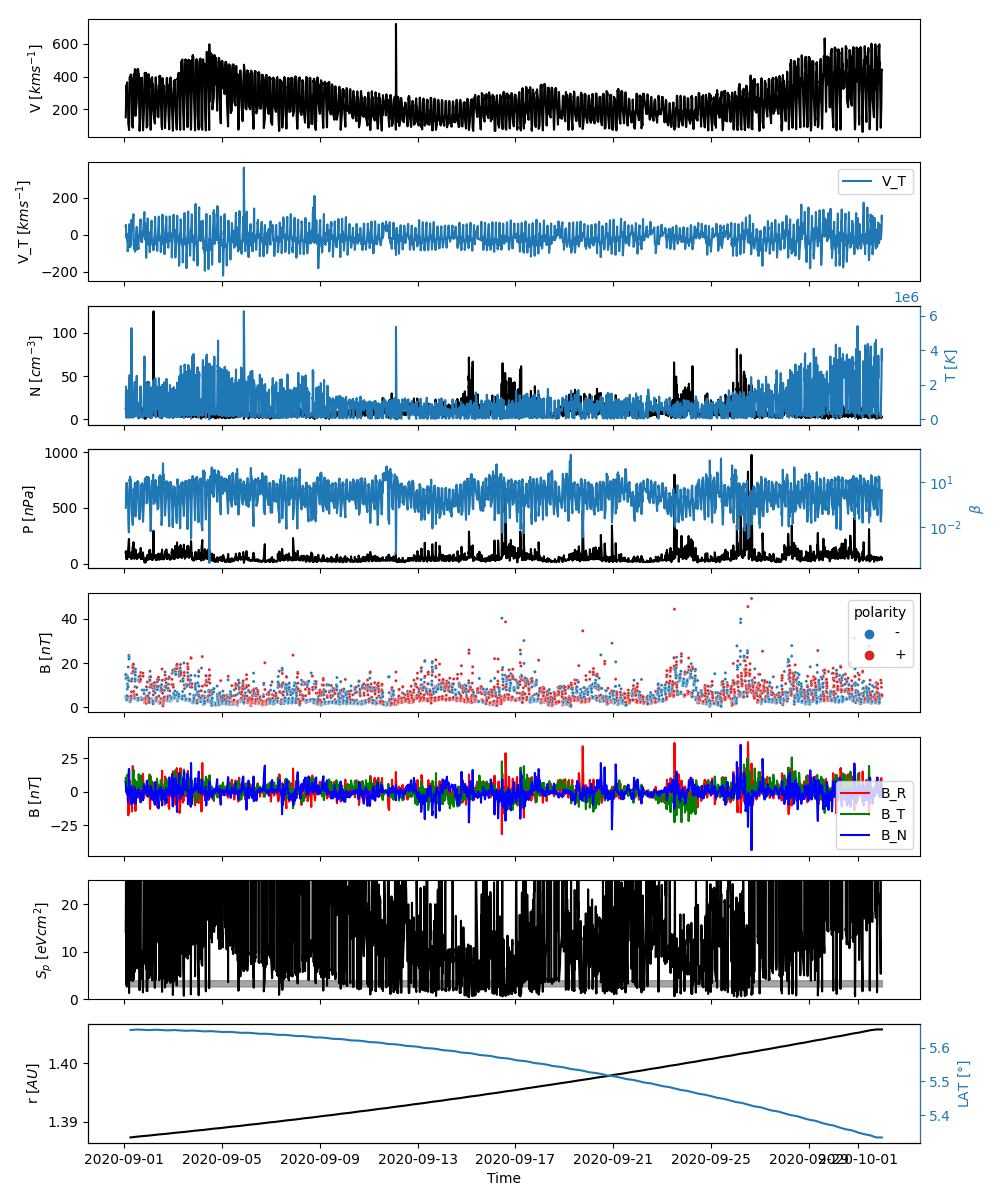 V [kms⁻¹]
600
400
200
V_T [kms⁻¹]
200
0
−200
V_T
1e6
N [cm⁻³]
100
50
0
T [K]
6
4
2
0
P [nPa]
1000
500
0
β
10¹
10⁻²
B [nT]
40
20
0
polarity
-
+
B [nT]
25
0
−25
B_R
B_T
B_N
Sₚ [eVcm²]
20
10
0
r [AU]
1.40
1.39
LAT [°]
5.6
5.5
5.4
2020-09-01 2020-09-05 2020-09-09 2020-09-13 2020-09-17 2020-09-21 2020-09-25 2020-09-29 2020-10-01
Time